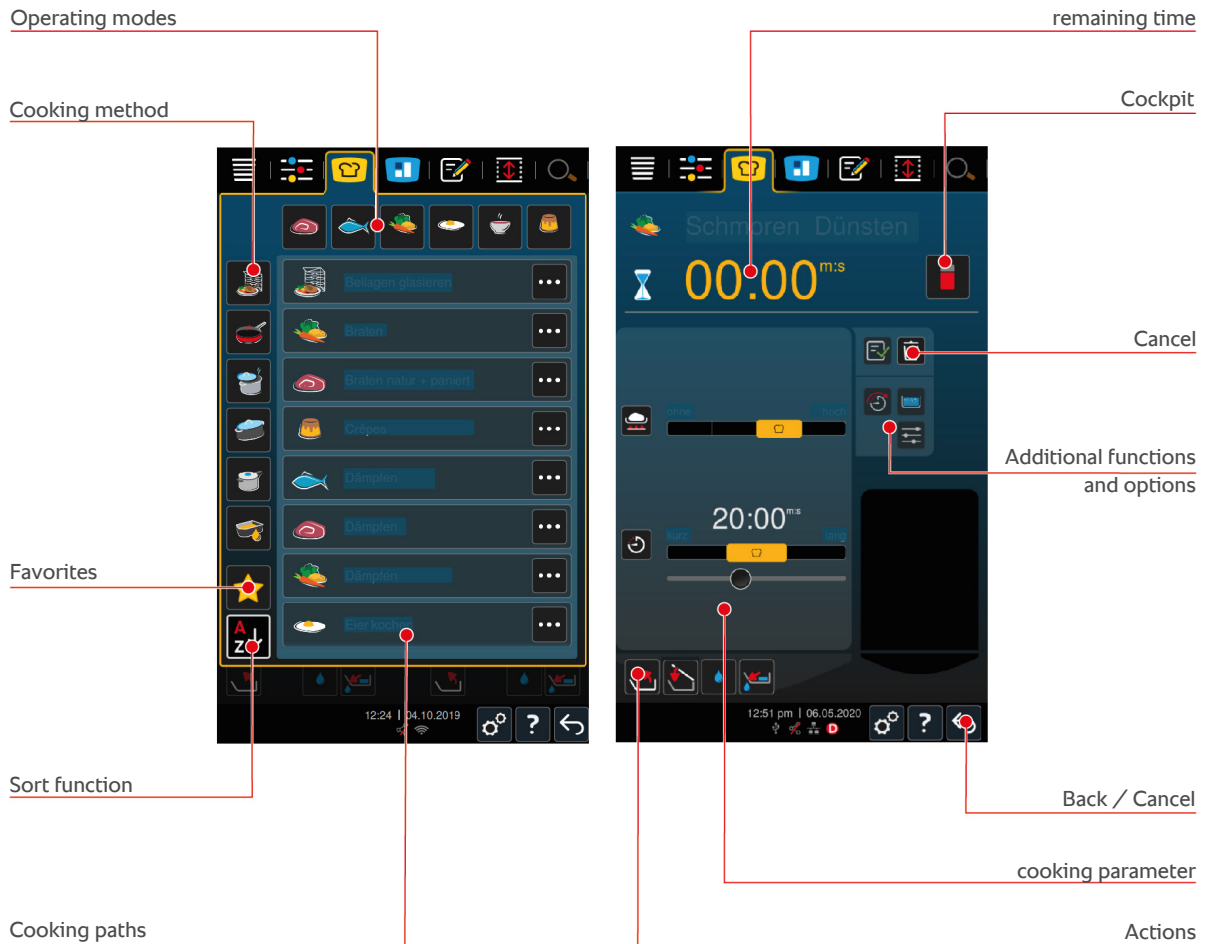 Operating modes
remaining time
Cooking method
Cockpit
Schmoren Dünsten
00:00 m:s
Beilagen glasieren
Braten
Cancel
Braten natur + paniert
ohne
hoch
Crêpes
Additional functions
and options
Dämpfen
20:00 m:s
Dämpfen
kurz
lang
Favorites
Dämpfen
Eier kochen
A
Z
12:24 | 04.10.2019
?
12:51 pm | 06.05.2020
D
?
Sort function
Back / Cancel
cooking parameter
Cooking paths
Actions